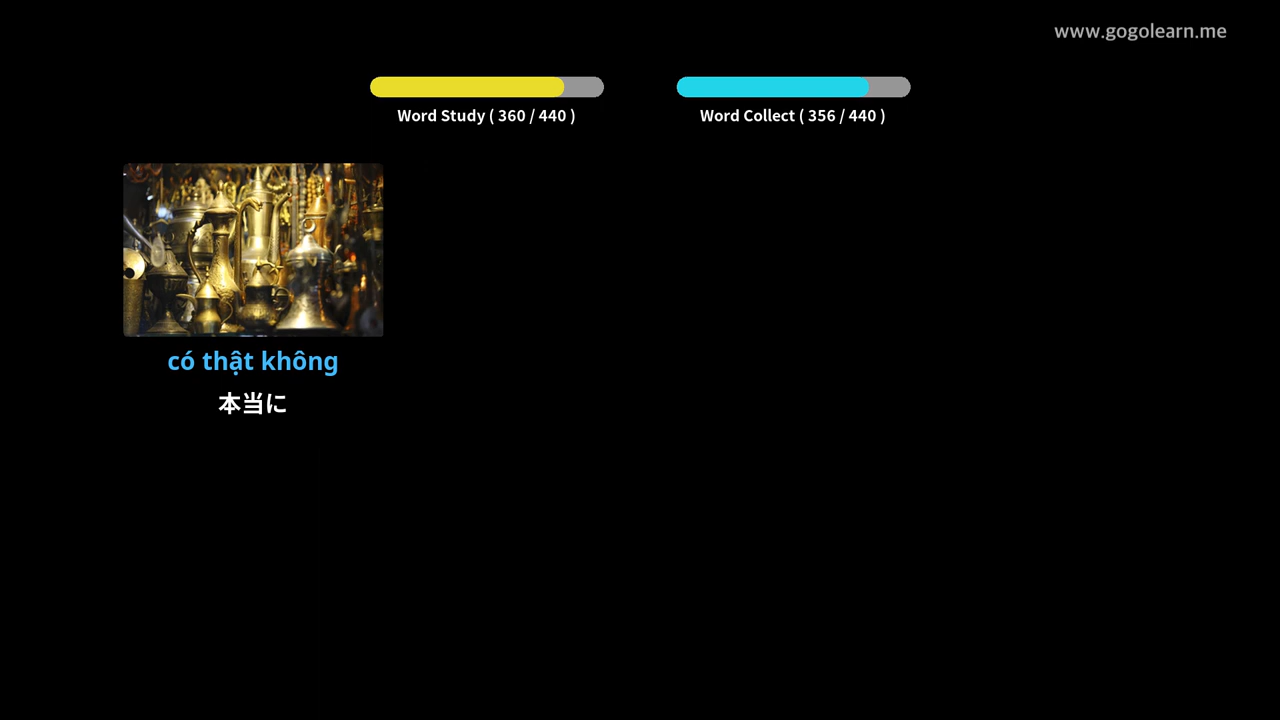 www.gogolearn.me
Word Study ( 360 / 440 )
Word Collect ( 356 / 440 )
có thật không
本当に